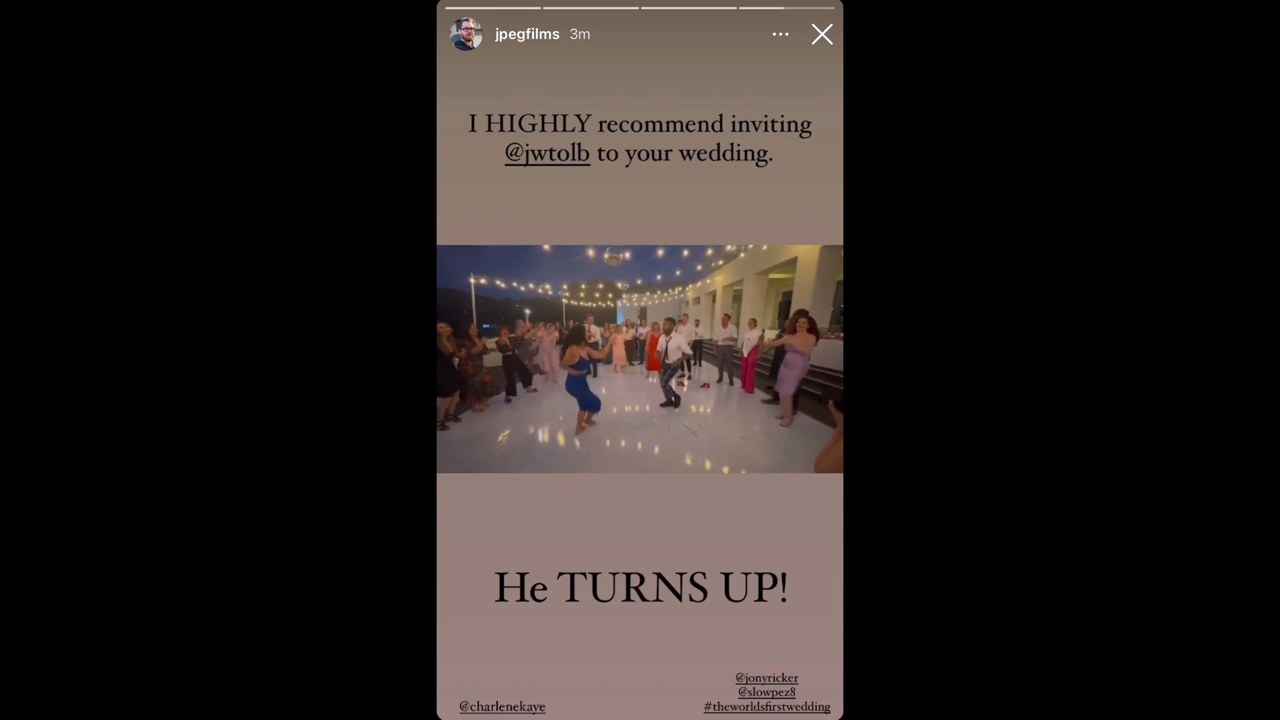 jpegfilms 3m
I HIGHLY recommend inviting
@jwtolb to your wedding.
He TURNS UP!
@jonyricker
@slowpez8
@charlenekaye #theworldsfirstwedding